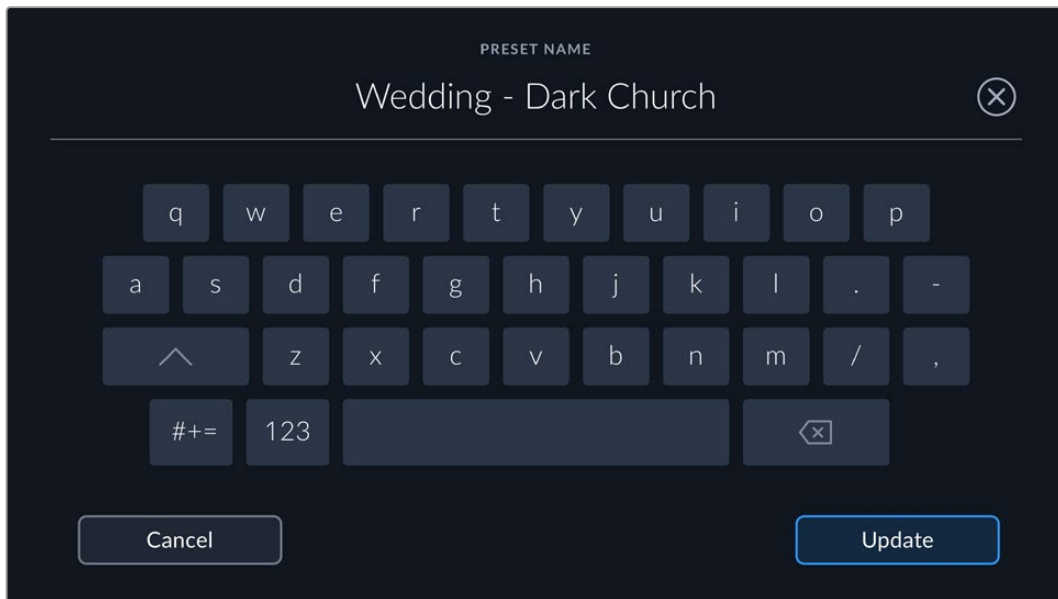 PRESET NAME
Wedding - Dark Church
q w e r t y u i o p
a s d f g h j k l . -
z x c v b n m / ,
#+= 123
Cancel Update